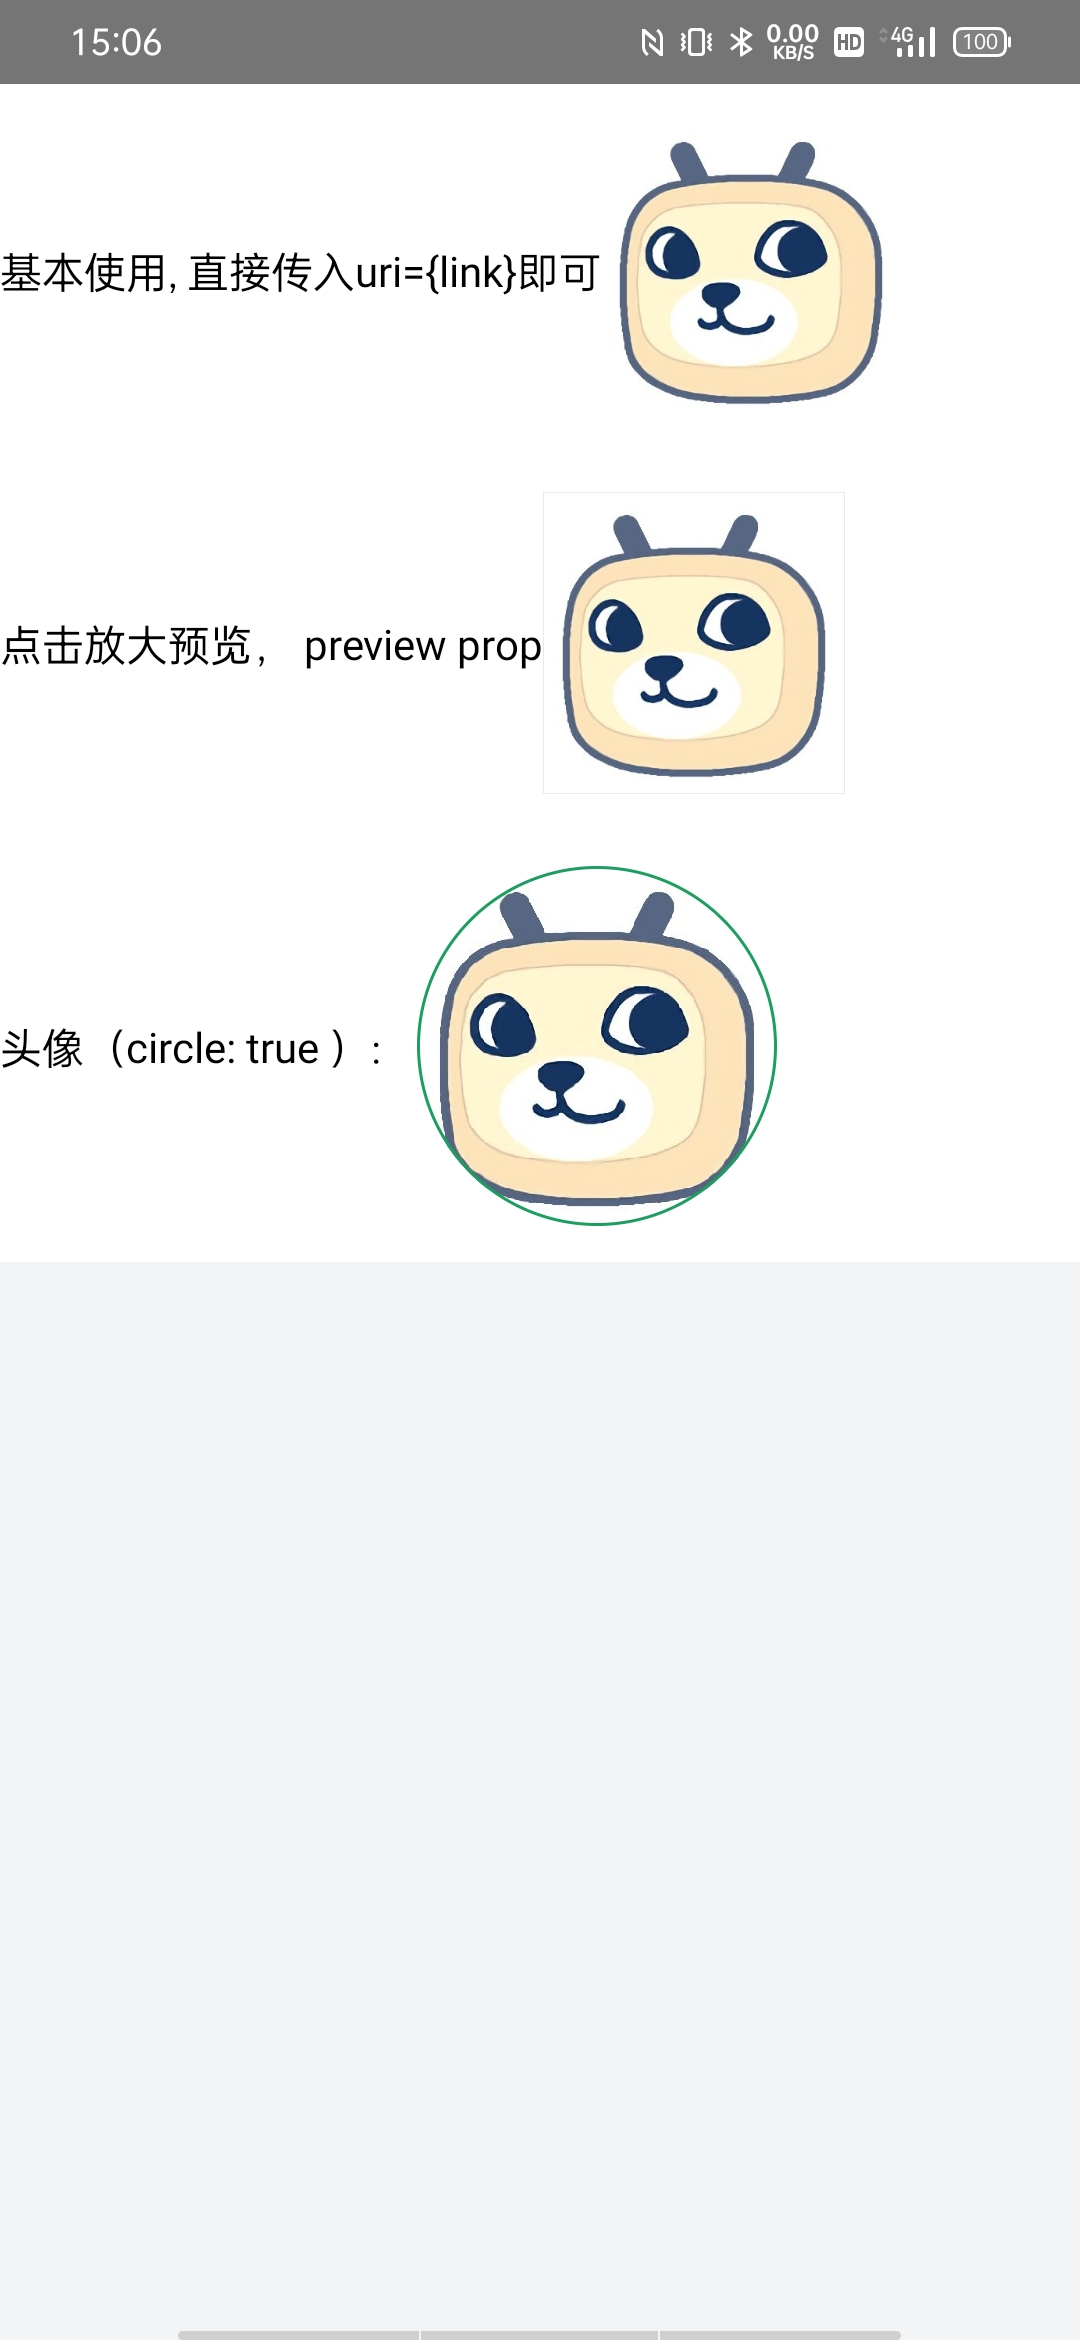 15:06
0.00
KB/S
HD
4G
100
基本使用, 直接传入uri={link}即可
点击放大预览， preview prop
头像（circle: true ）: